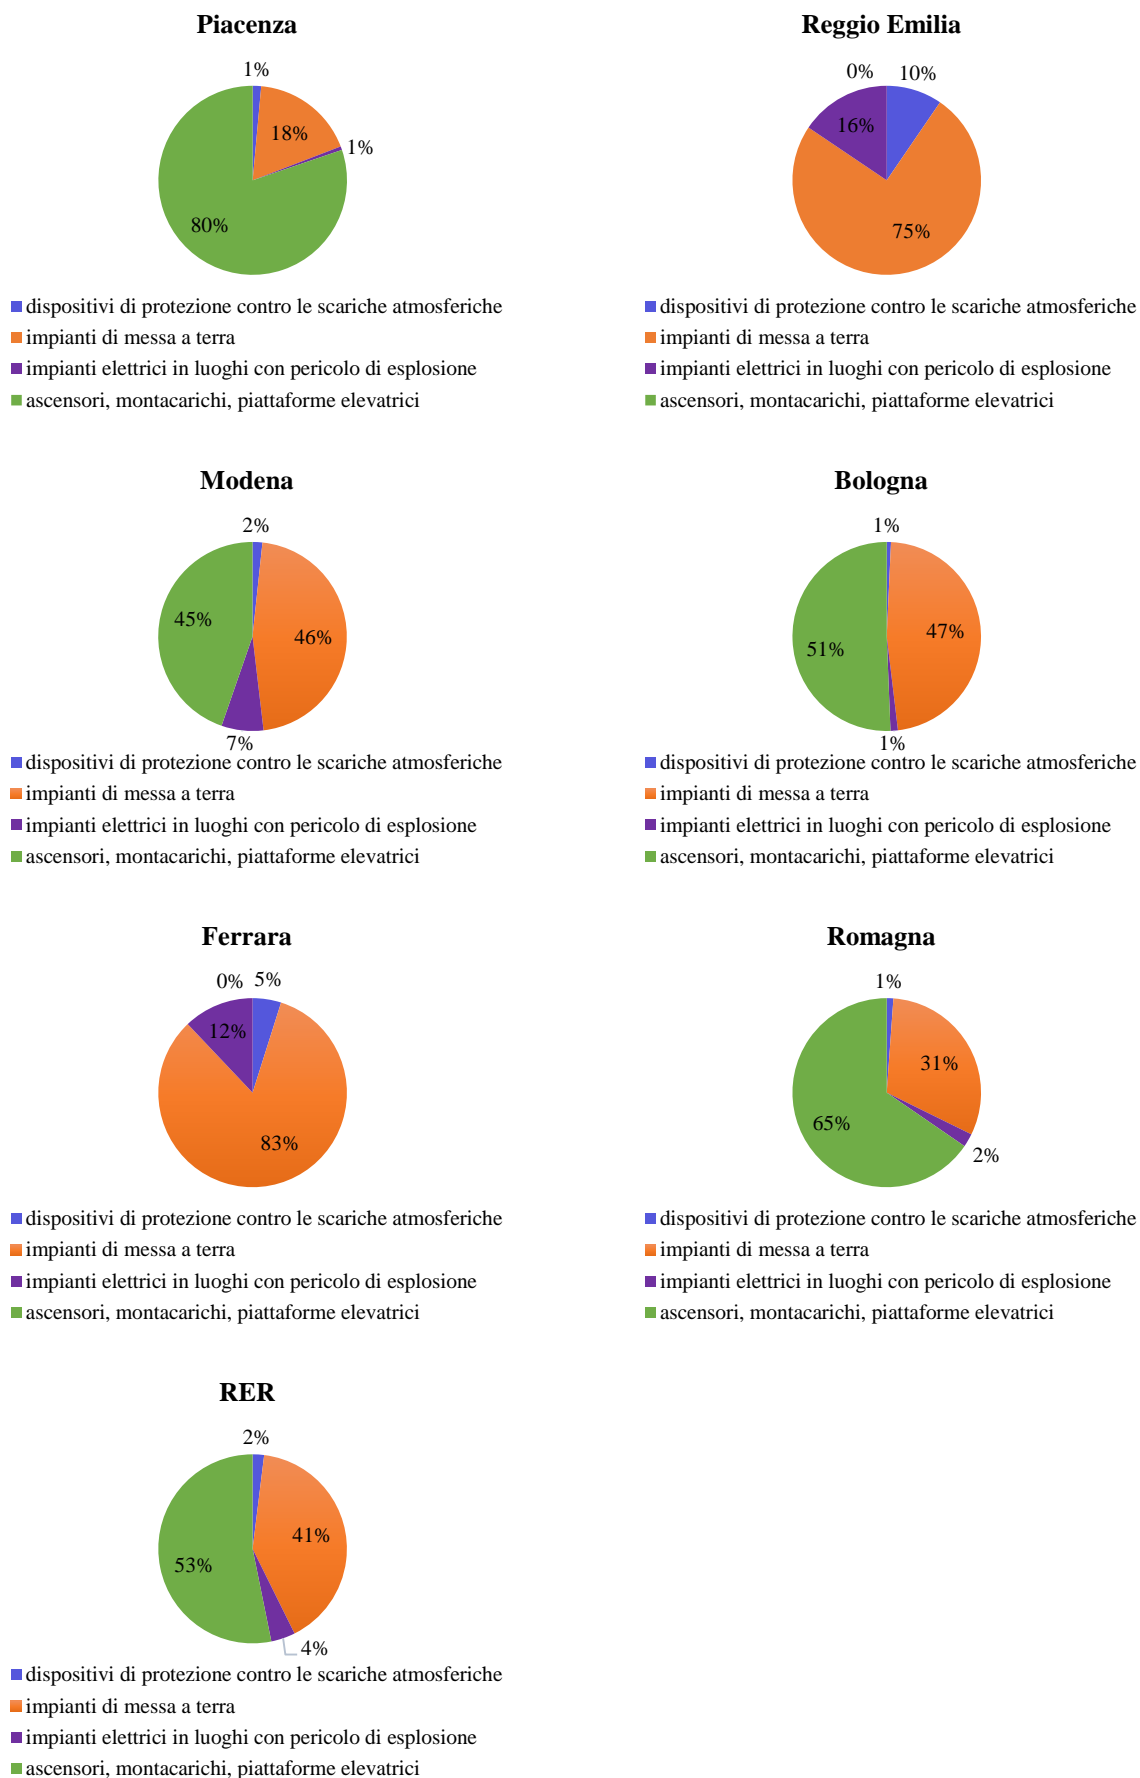 Piacenza
1%
18%
1%
80%
dispositivi di protezione contro le scariche atmosferiche
impianti di messa a terra
impianti elettrici in luoghi con pericolo di esplosione
ascensori, montacarichi, piattaforme elevatrici
Reggio Emilia
0%
10%
16%
75%
dispositivi di protezione contro le scariche atmosferiche
impianti di messa a terra
impianti elettrici in luoghi con pericolo di esplosione
ascensori, montacarichi, piattaforme elevatrici
Modena
2%
45%
46%
7%
dispositivi di protezione contro le scariche atmosferiche
impianti di messa a terra
impianti elettrici in luoghi con pericolo di esplosione
ascensori, montacarichi, piattaforme elevatrici
Bologna
1%
47%
51%
1%
dispositivi di protezione contro le scariche atmosferiche
impianti di messa a terra
impianti elettrici in luoghi con pericolo di esplosione
ascensori, montacarichi, piattaforme elevatrici
Ferrara
0%
5%
12%
83%
dispositivi di protezione contro le scariche atmosferiche
impianti di messa a terra
impianti elettrici in luoghi con pericolo di esplosione
ascensori, montacarichi, piattaforme elevatrici
Romagna
1%
31%
65%
2%
dispositivi di protezione contro le scariche atmosferiche
impianti di messa a terra
impianti elettrici in luoghi con pericolo di esplosione
ascensori, montacarichi, piattaforme elevatrici
RER
2%
41%
53%
4%
dispositivi di protezione contro le scariche atmosferiche
impianti di messa a terra
impianti elettrici in luoghi con pericolo di esplosione
ascensori, montacarichi, piattaforme elevatrici